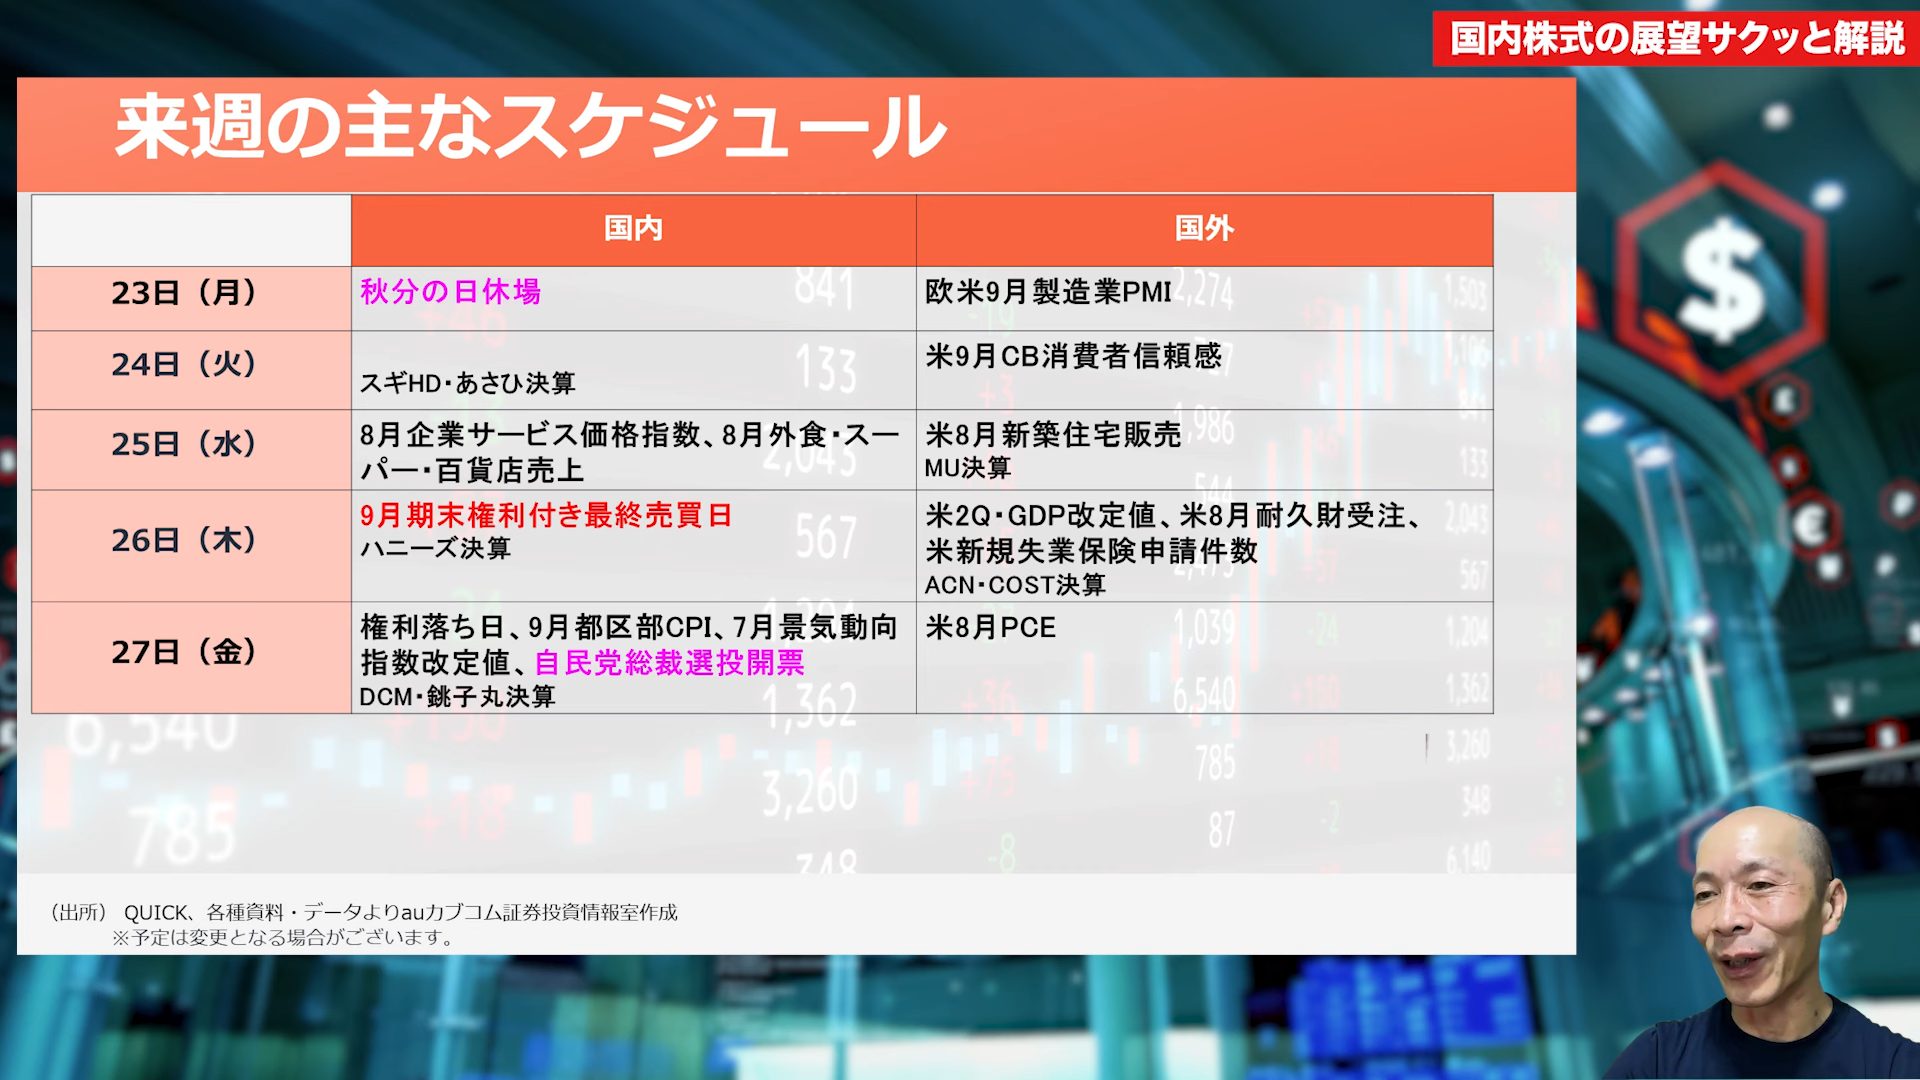 国内株式の展望サクッと解説
来週の主なスケジュール
国内
国外
23日（月）
秋分の日休場
欧米9月製造業PMI
24日（火）
スギHD・あさひ決算
米9月CB消費者信頼感
25日（水）
8月企業サービス価格指数、8月外食・スー
パー・百貨店売上
米8月新築住宅販売
MU決算
26日（木）
9月期末権利付き最終売買日
ハニーズ決算
米2Q・GDP改定値、米8月耐久財受注、
米新規失業保険申請件数
ACN・COST決算
27日（金）
権利落ち日、9月都区部CPI、7月景気動向
指数改定値、自民党総裁選投開票
DCM・銚子丸決算
米8月PCE
（出所） QUICK、各種資料・データよりauカブコム証券投資情報室作成
※予定は変更となる場合がございます。